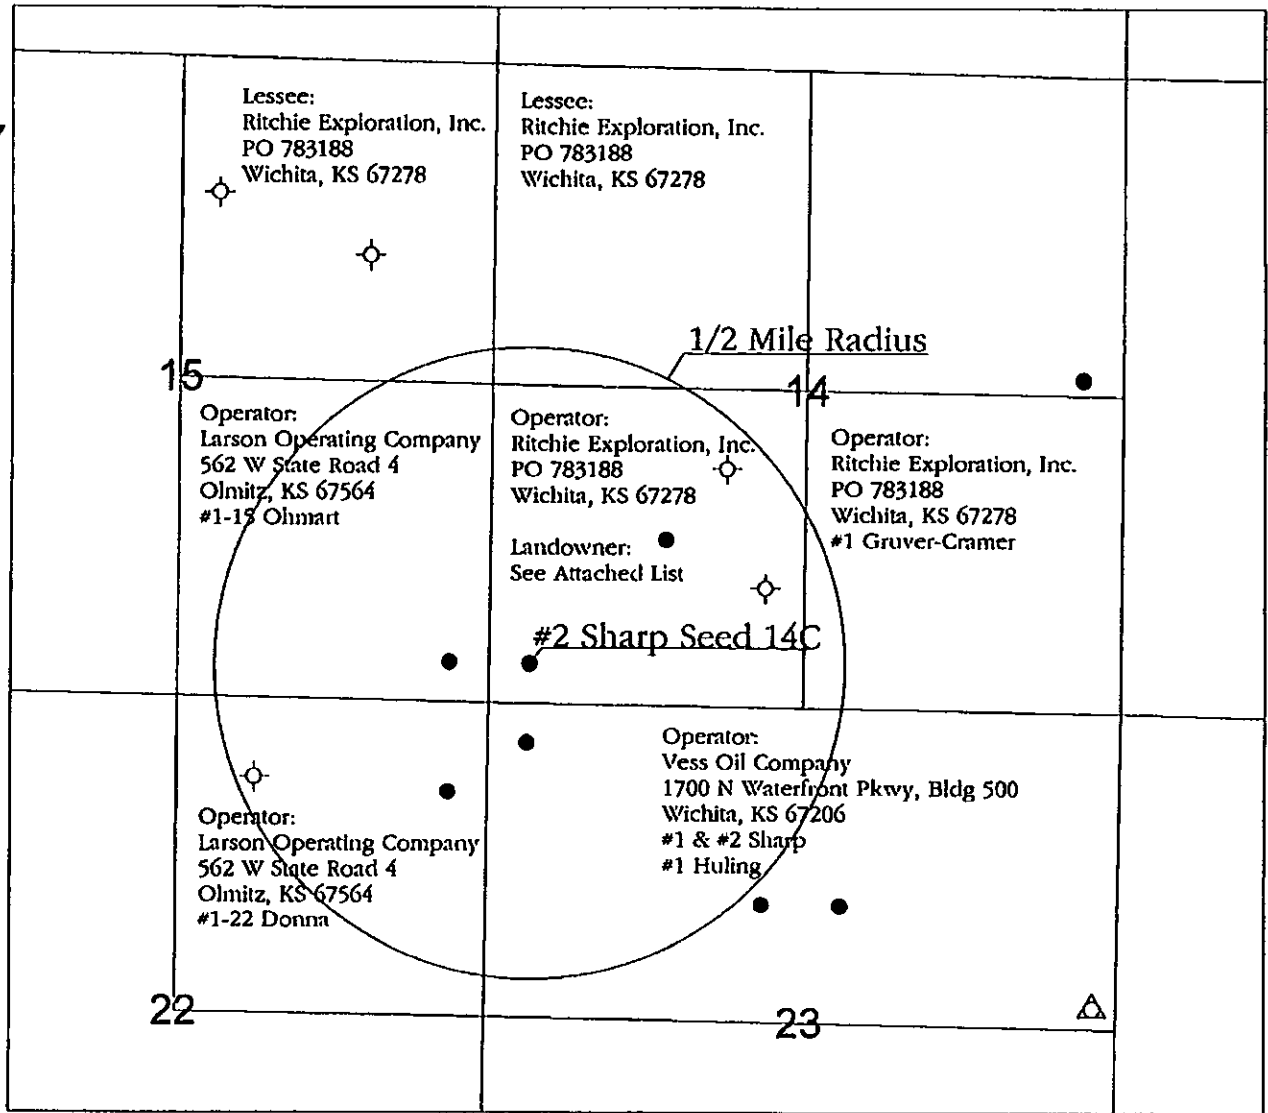 Lessee:
Ritchie Exploration, Inc.
PO 783188
Wichita, KS 67278
Lessee:
Ritchie Exploration, Inc.
PO 783188
Wichita, KS 67278
1/2 Mile Radius
15
14
Operator:
Larson Operating Company
562 W State Road 4
Olmitz, KS 67564
#1-15 Ohmart
Operator:
Ritchie Exploration, Inc.
PO 783188
Wichita, KS 67278
Landowner:
See Attached List
Operator:
Ritchie Exploration, Inc.
PO 783188
Wichita, KS 67278
#1 Gruver-Cramer
#2 Sharp Seed 14C
Operator:
Vess Oil Company
1700 N Waterfront Pkwy, Bldg 500
Wichita, KS 67206
#1 & #2 Sharp
#1 Huling
Operator:
Larson Operating Company
562 W State Road 4
Olmitz, KS 67564
#1-22 Donna
22
23